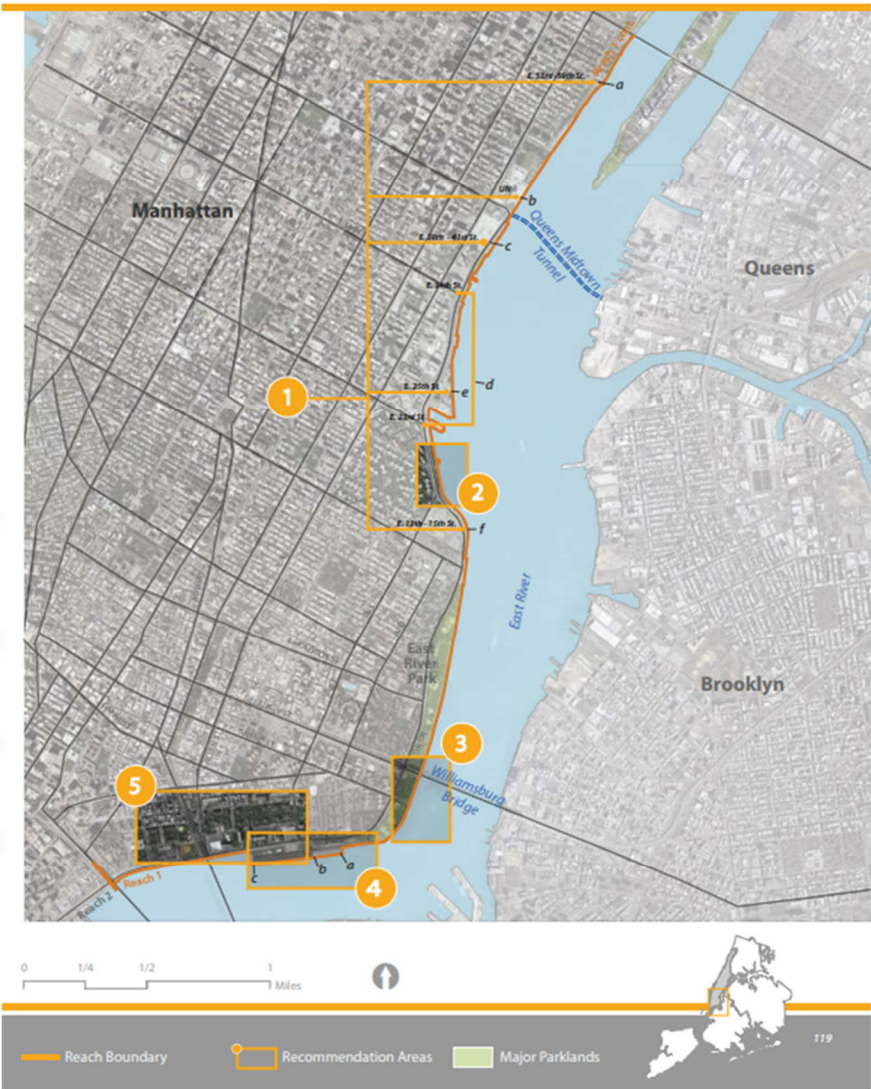 E. 53rd -59th St.
a
UN
b
Manhattan
Queens Midtown
Tunnel
E. 38th - 41st St.
c
Queens
E. 34th St.
d
E. 25th St.
e
1
E. 23rd St.
2
E. 13th -15th St.
f
East River
East
River
Park
Brooklyn
3
Williamsburg
Bridge
5
a
b
c
4
Reach 1
Reach 2
0
1/4
1/2
1
Miles
119
Reach Boundary
Recommendation Areas
Major Parklands